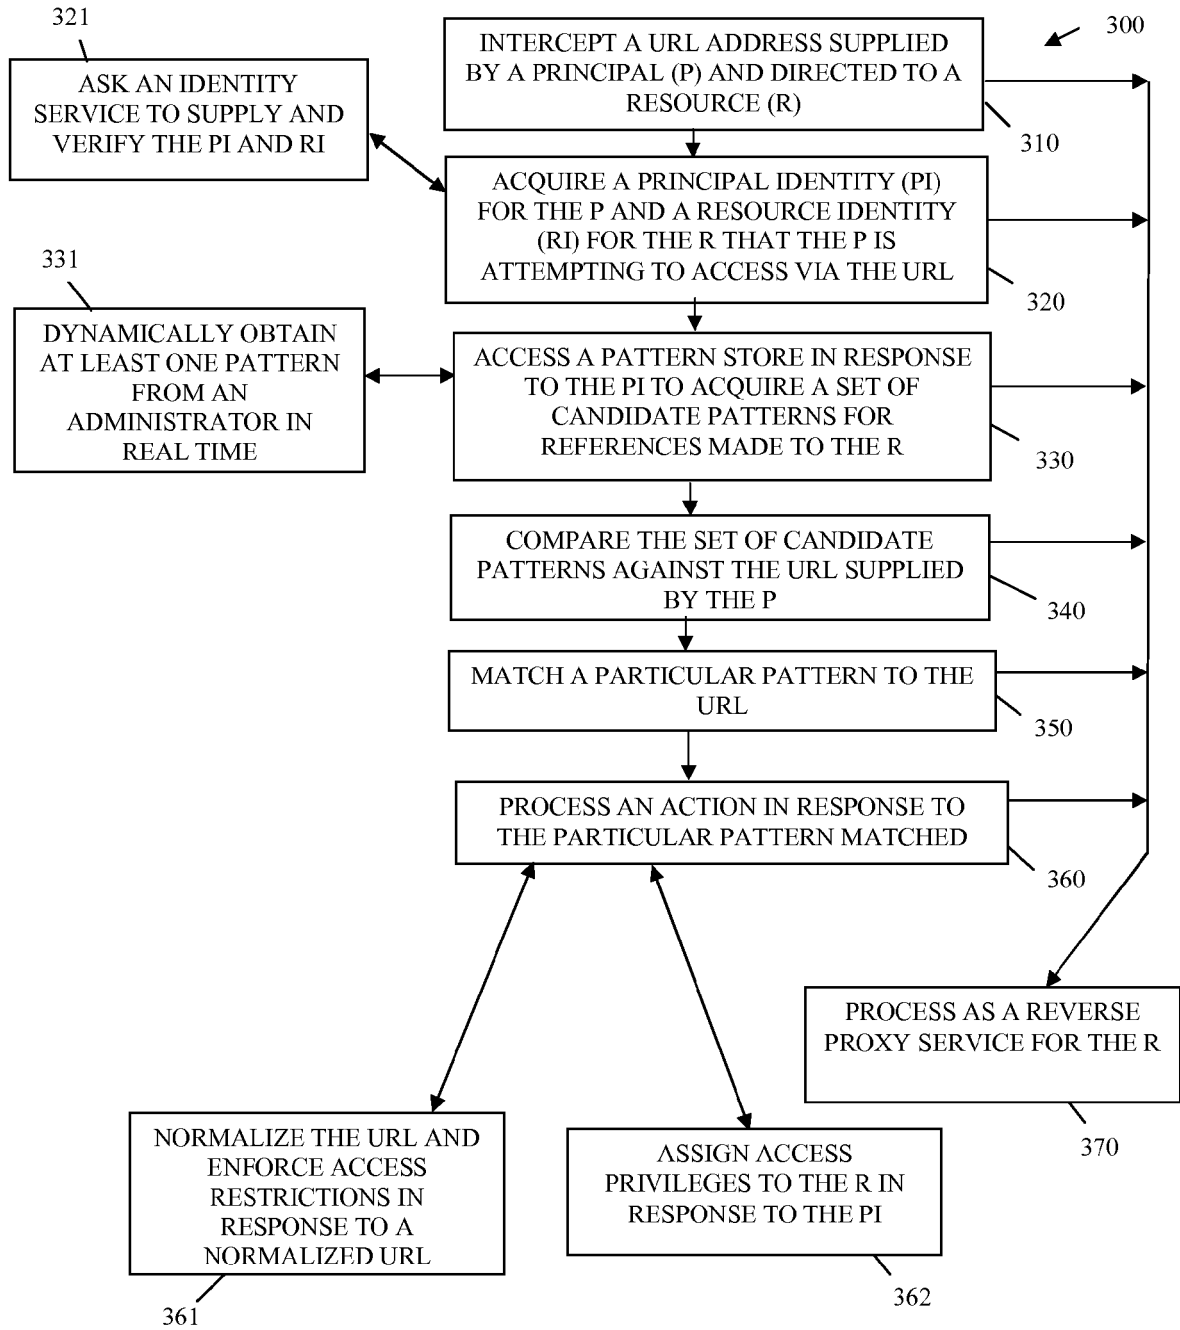 321
300
INTERCEPT A URL ADDRESS SUPPLIED
BY A PRINCIPAL (P) AND DIRECTED TO A
RESOURCE (R)
310
ASK AN IDENTITY
SERVICE TO SUPPLY AND
VERIFY THE PI AND RI
ACQUIRE A PRINCIPAL IDENTITY (PI)
FOR THE P AND A RESOURCE IDENTITY
(RI) FOR THE R THAT THE P IS
ATTEMPTING TO ACCESS VIA THE URL
320
331
DYNAMICALLY OBTAIN
AT LEAST ONE PATTERN
FROM AN
ADMINISTRATOR IN
REAL TIME
ACCESS A PATTERN STORE IN RESPONSE
TO THE PI TO ACQUIRE A SET OF
CANDIDATE PATTERNS FOR
REFERENCES MADE TO THE R
330
COMPARE THE SET OF CANDIDATE
PATTERNS AGAINST THE URL SUPPLIED
BY THE P
340
MATCH A PARTICULAR PATTERN TO THE
URL
350
PROCESS AN ACTION IN RESPONSE TO
THE PARTICULAR PATTERN MATCHED
360
PROCESS AS A REVERSE
PROXY SERVICE FOR THE R
370
NORMALIZE THE URL AND
ENFORCE ACCESS
RESTRICTIONS IN
RESPONSE TO A
NORMALIZED URL
361
ASSIGN ACCESS
PRIVILEGES TO THE R IN
RESPONSE TO THE PI
362